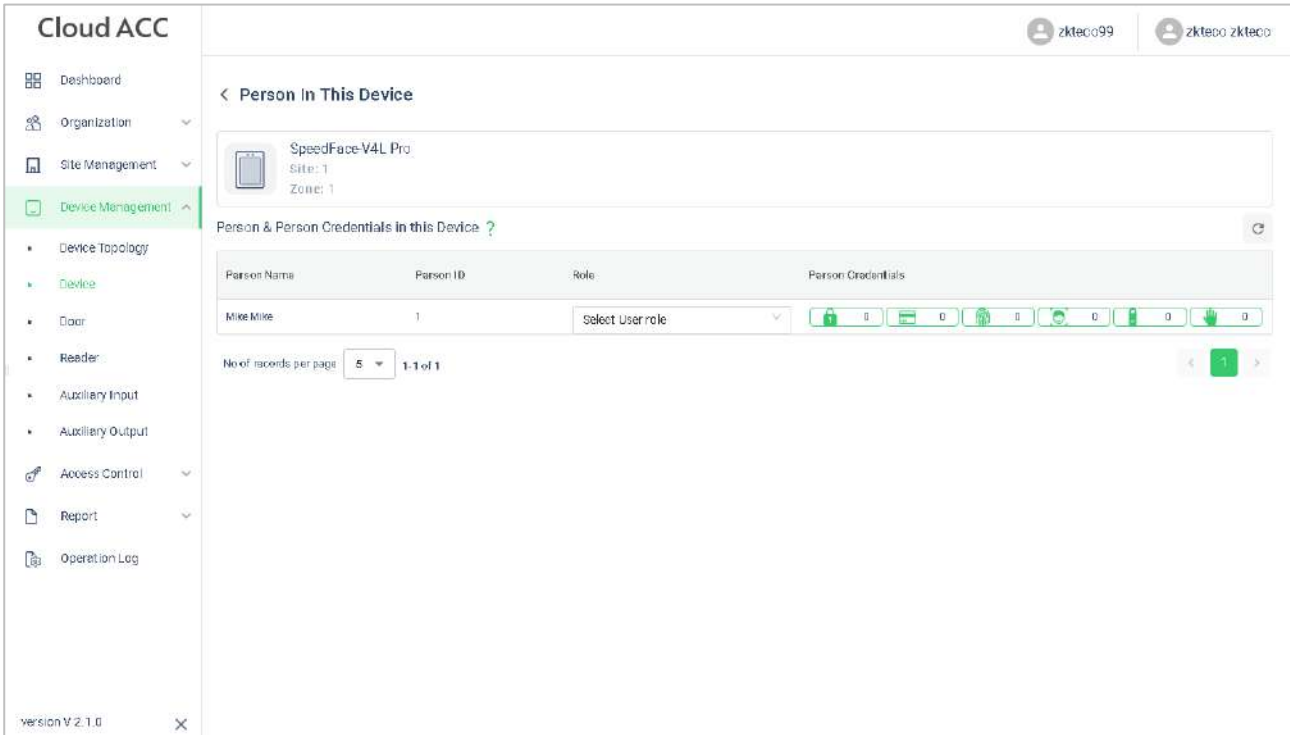 Cloud ACC
zkteco99
zkteco zkteco
Dashboard
Organization
Site Management
Device Management
Device Topology
Device
Door
Reader
Auxiliary Input
Auxiliary Output
Access Control
Report
Operation Log
version V 2.1.0
Person In This Device
SpeedFace-V4L Pro
Site: 1
Zone: 1
Person & Person Credentials in this Device ?
Person Name Person ID Role Person Credentials
Mike Mike 1 Select User role 0 0 0 0 0 0
No of records per page 5 1-1 of 1 < 1 >